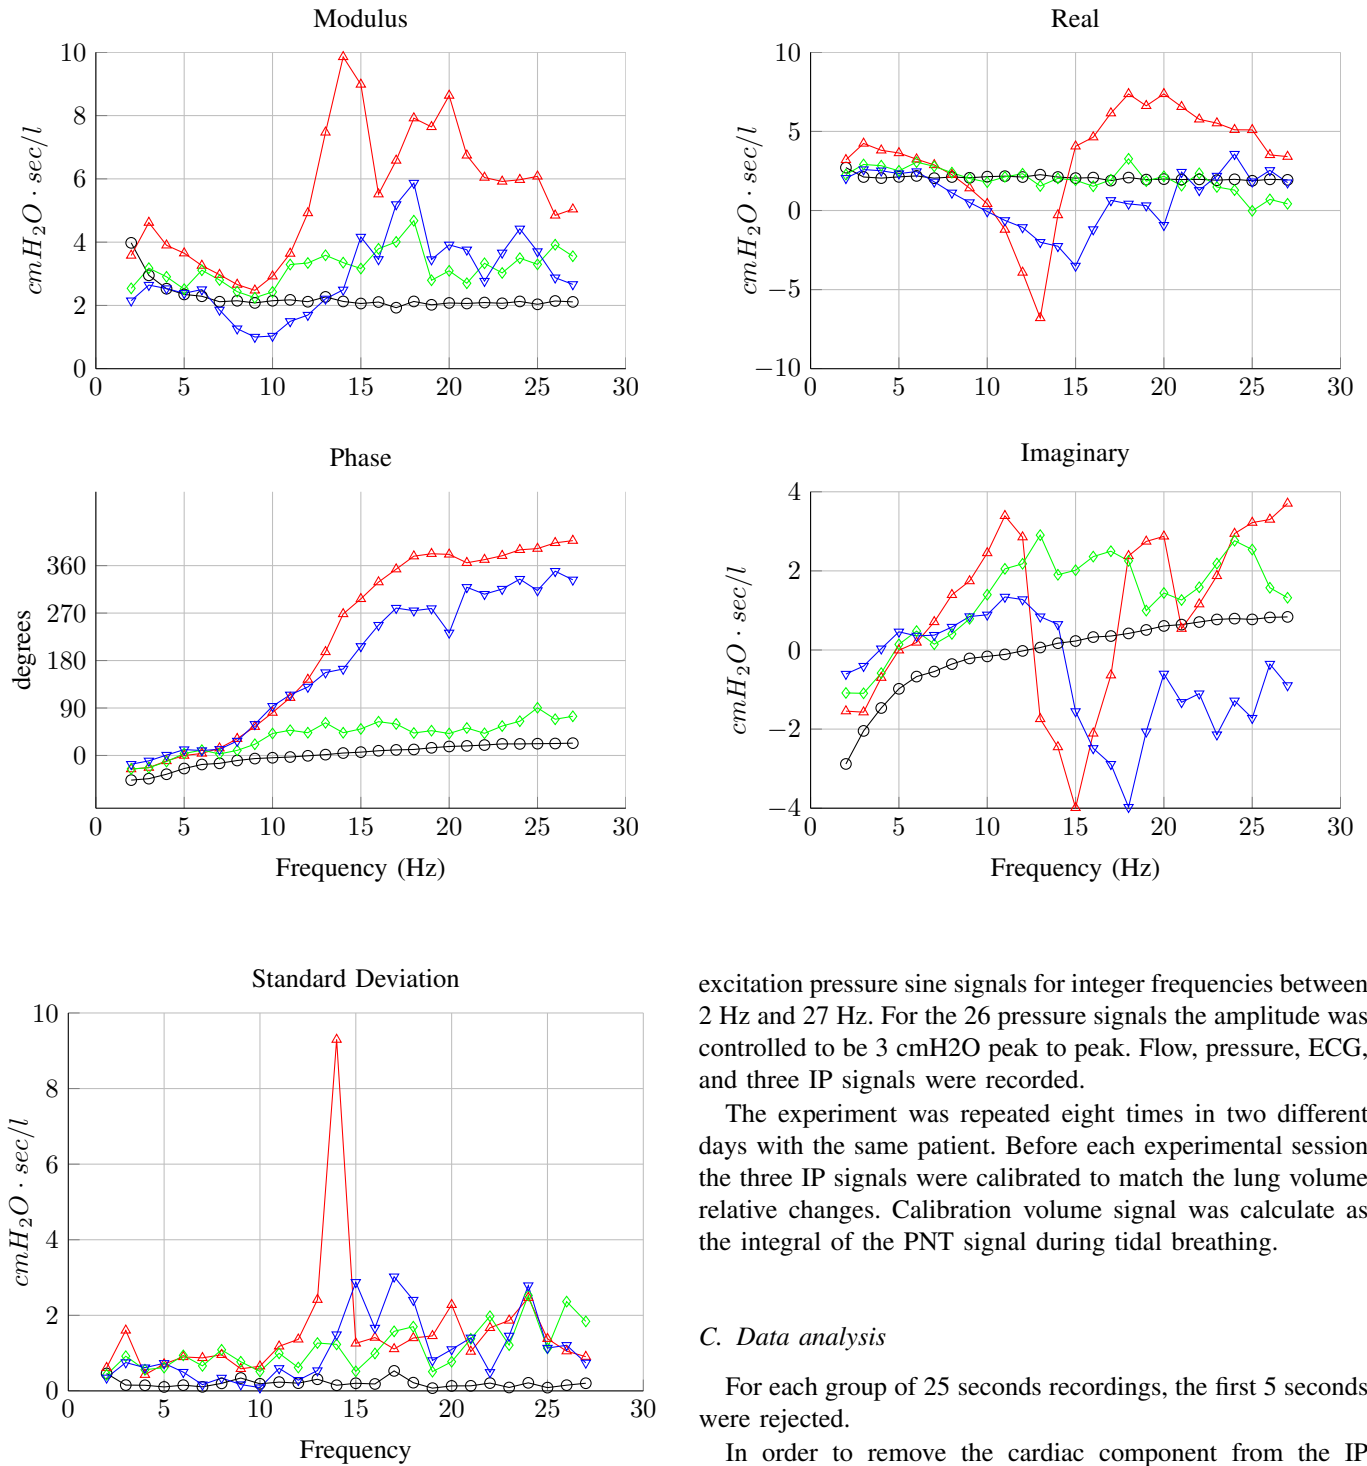 Modulus
10
8
6
4
2
0
0 5 10 15 20 25 30
cmH2O · sec/l
Real
10
5
0
−5
−10
0 5 10 15 20 25 30
cmH2O · sec/l
Phase
360
270
180
90
0
0 5 10 15 20 25 30
degrees
Frequency (Hz)
Imaginary
4
2
0
−2
−4
0 5 10 15 20 25 30
cmH2O · sec/l
Frequency (Hz)
Standard Deviation
10
8
6
4
2
0
0 5 10 15 20 25 30
cmH2O · sec/l
Frequency
excitation pressure sine signals for integer frequencies between
2 Hz and 27 Hz. For the 26 pressure signals the amplitude was
controlled to be 3 cmH2O peak to peak. Flow, pressure, ECG,
and three IP signals were recorded.
The experiment was repeated eight times in two different
days with the same patient. Before each experimental session
the three IP signals were calibrated to match the lung volume
relative changes. Calibration volume signal was calculate as
the integral of the PNT signal during tidal breathing.
C. Data analysis
For each group of 25 seconds recordings, the first 5 seconds
were rejected.
In order to remove the cardiac component from the IP